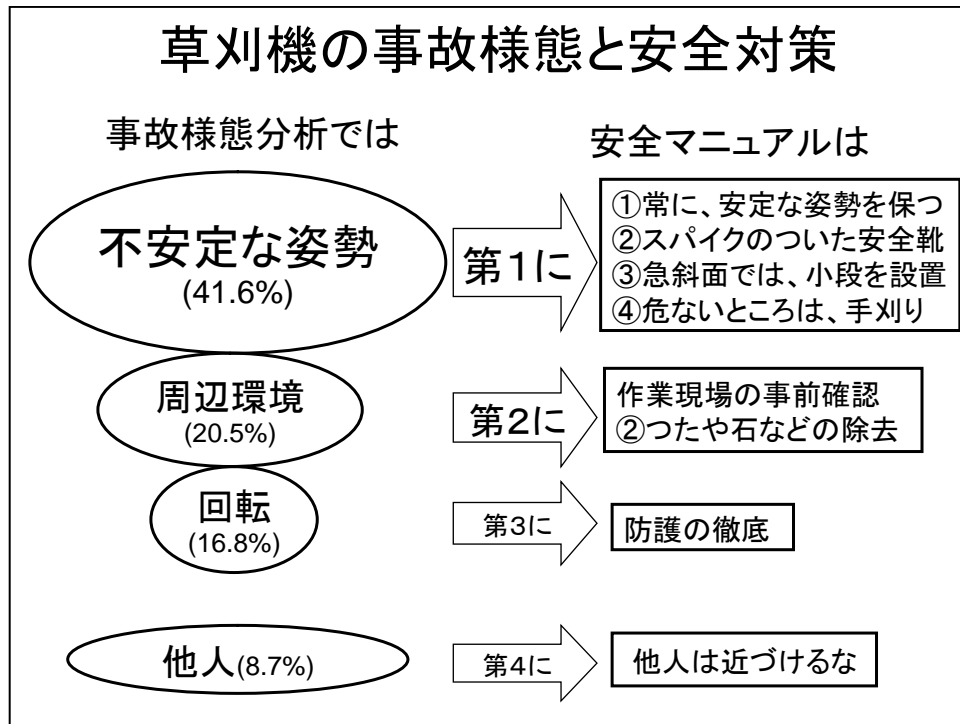 草刈機の事故様態と安全対策
事故様態分析では
安全マニュアルは
不安定な姿勢
(41.6%)
第1に
①常に、安定な姿勢を保つ
②スパイクのついた安全靴
③急斜面では、小段を設置
④危ないところは、手刈り
周辺環境
(20.5%)
第2に
作業現場の事前確認
②つたや石などの除去
回転
(16.8%)
第3に
防護の徹底
他人(8.7%)
第4に
他人は近づけるな